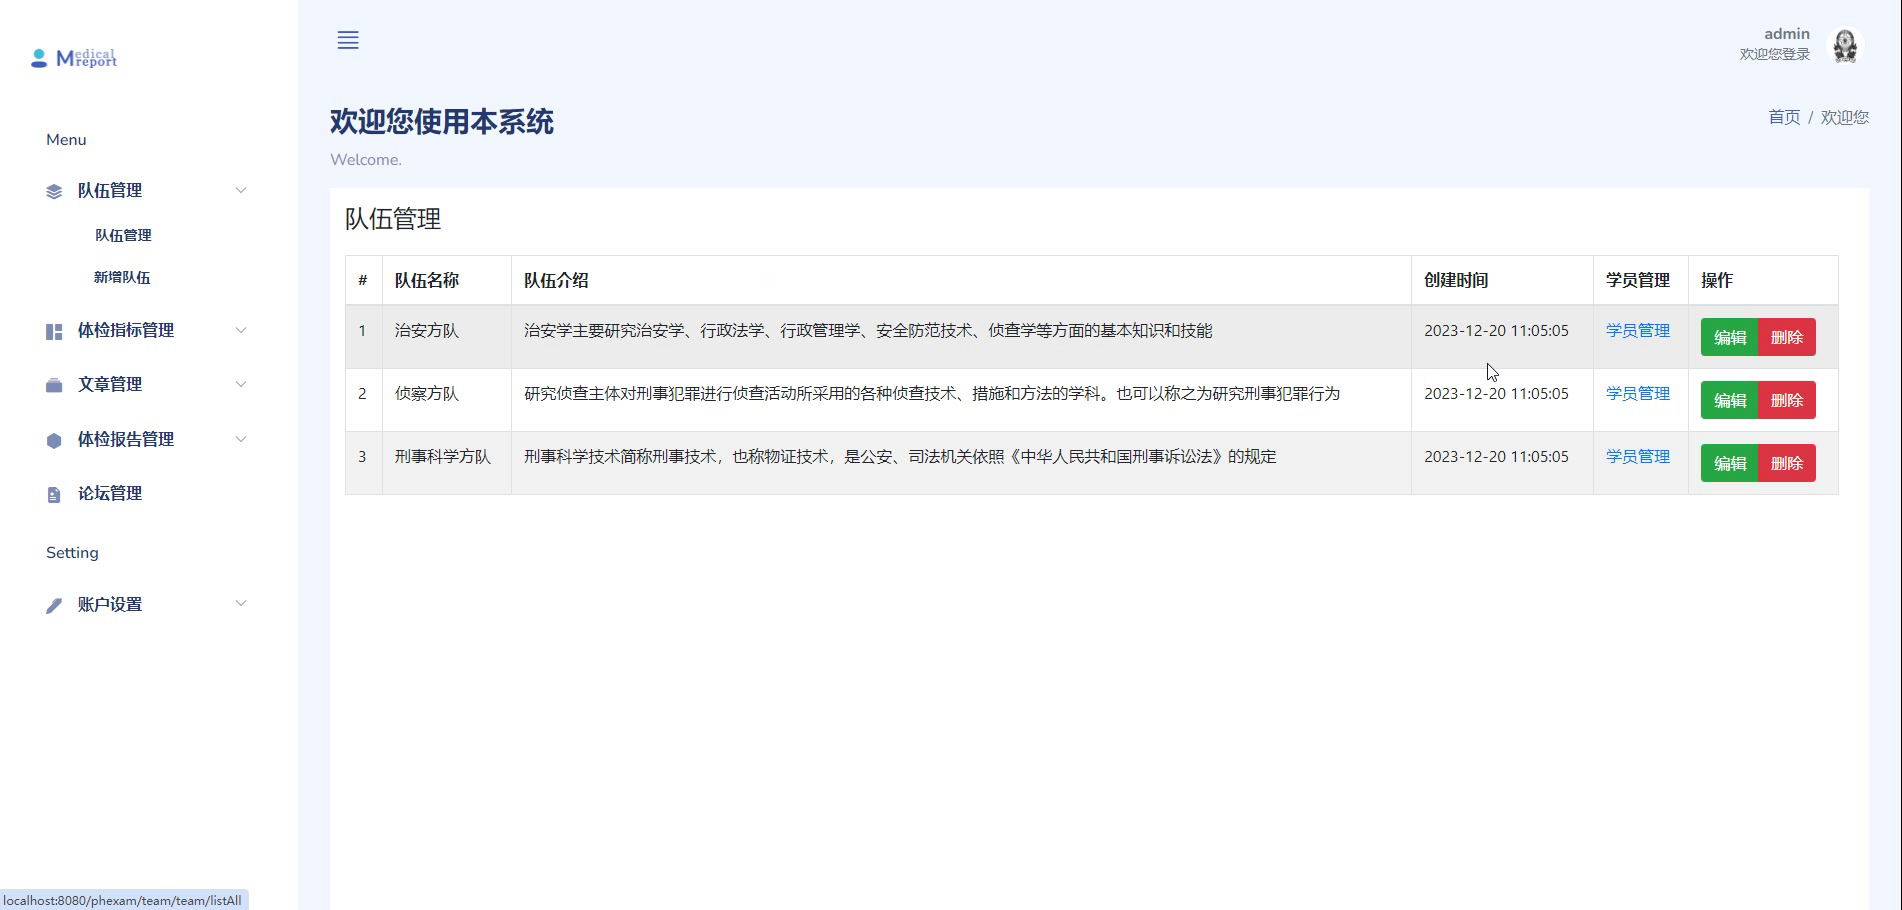 Medical report
admin
欢迎您登录
Menu
队伍管理
队伍管理
新增队伍
体检指标管理
文章管理
体检报告管理
论坛管理
Setting
账户设置
欢迎您使用本系统
首页 / 欢迎您
Welcome.
队伍管理
# 队伍名称 队伍介绍 创建时间 学员管理 操作
1 治安方队 治安学主要研究治安学、行政法学、行政管理学、安全防范技术、侦查学等方面的基本知识和技能 2023-12-20 11:05:05 学员管理 编辑 删除
2 侦察方队 研究侦查主体对刑事犯罪进行侦查活动所采用的各种侦查技术、措施和方法的学科。也可以称之为研究刑事犯罪行为 2023-12-20 11:05:05 学员管理 编辑 删除
3 刑事科学方队 刑事科学技术简称刑事技术，也称物证技术，是公安、司法机关依照《中华人民共和国刑事诉讼法》的规定 2023-12-20 11:05:05 学员管理 编辑 删除
localhost:8080/phexam/team/team/listAll